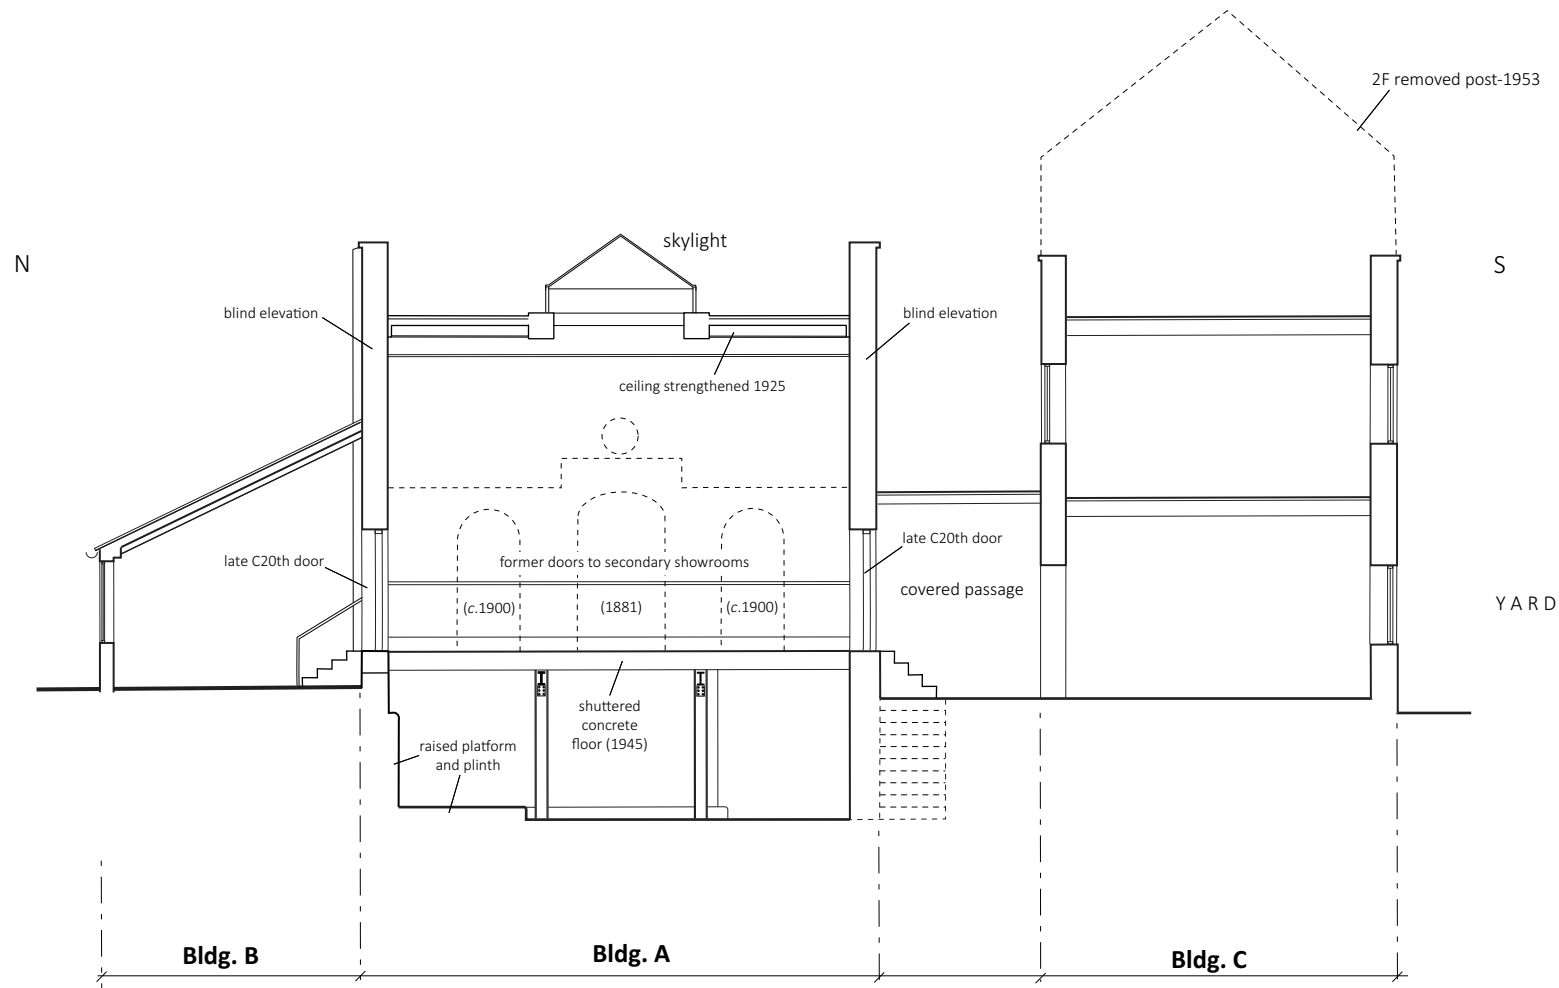 2F removed post-1953
skylight
N
S
blind elevation
blind elevation
ceiling strengthened 1925
late C20th door
late C20th door
former doors to secondary showrooms
covered passage
(c.1900)
(1881)
(c.1900)
YARD
shuttered
concrete
floor (1945)
raised platform
and plinth
Bldg. B
Bldg. A
Bldg. C